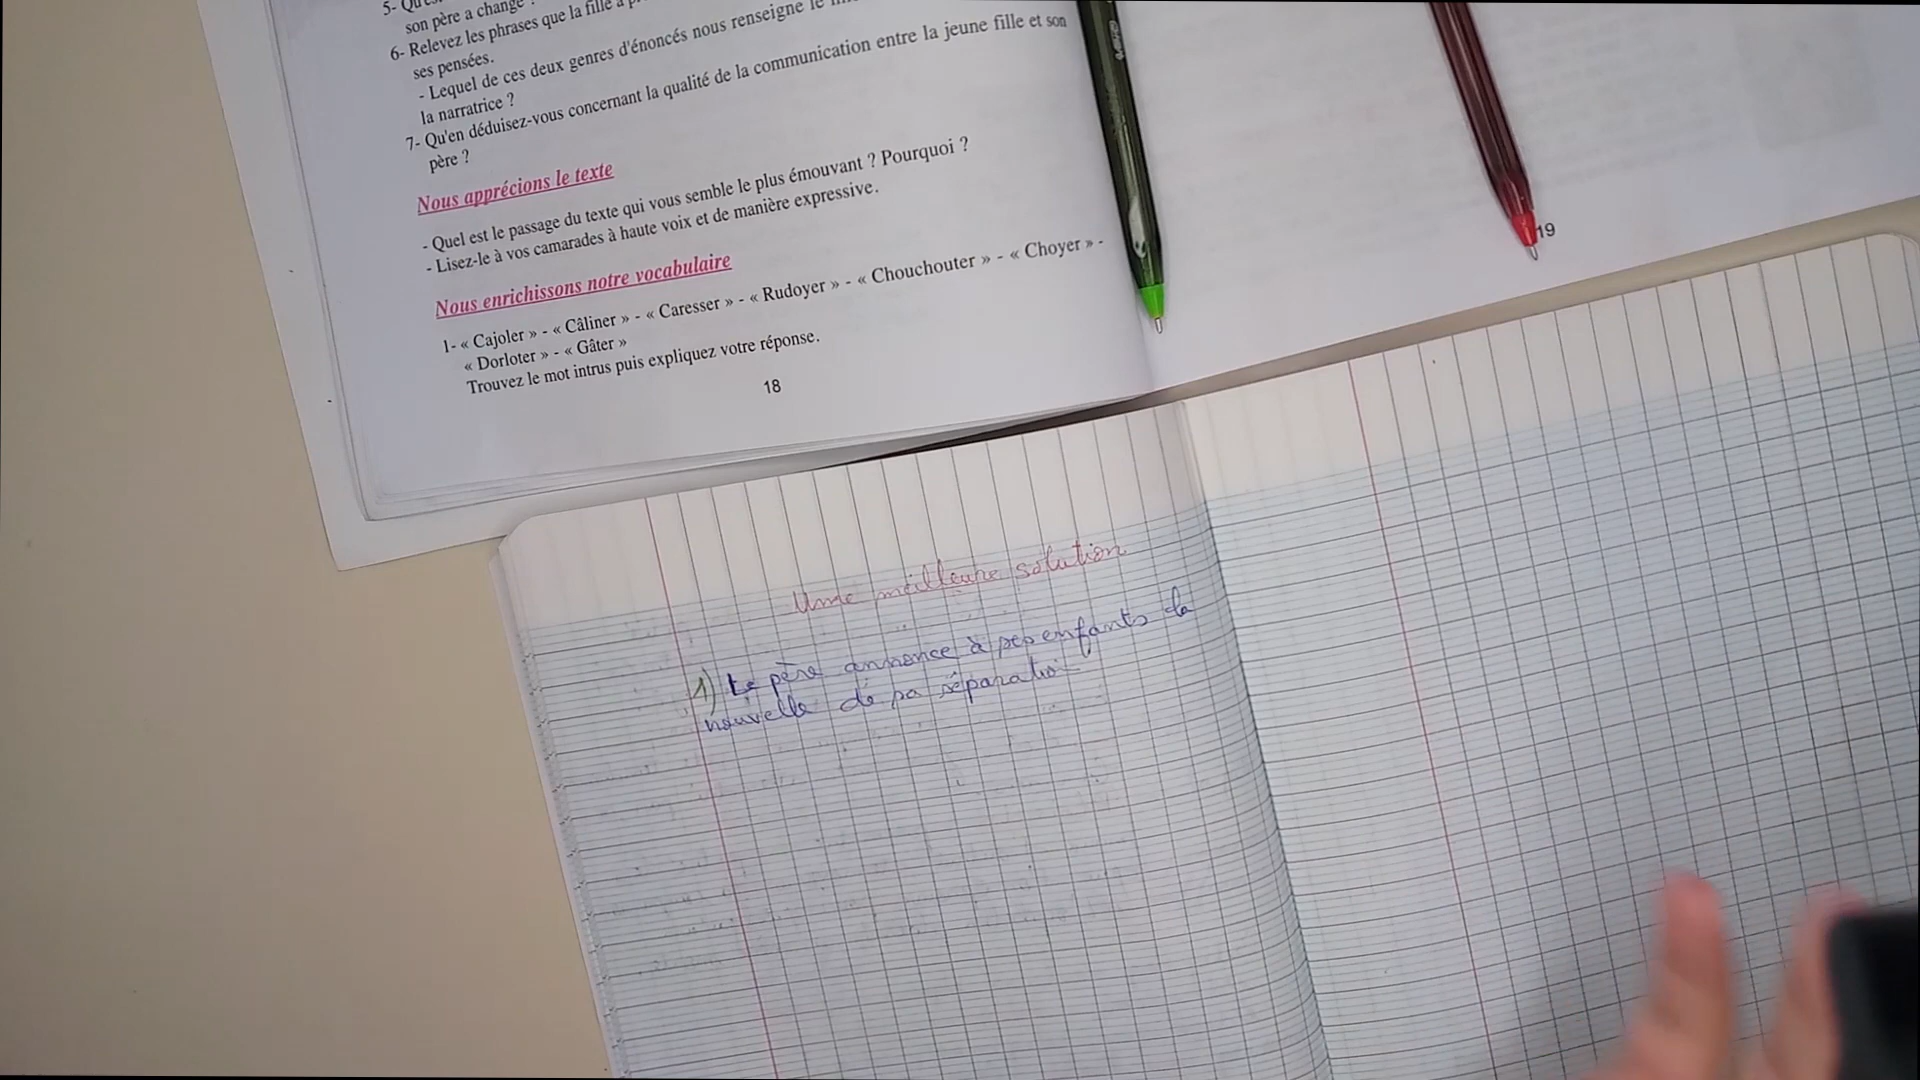 5-
son père a changé ?
6- Relevez les phrases que la fille a
ses pensées.
- Lequel de ces deux genres d'énoncés nous renseigne le
la narratrice ?
7- Qu'en déduisez-vous concernant la qualité de la communication entre la jeune fille et son
père ?
Nous apprécions le texte
- Quel est le passage du texte qui vous semble le plus émouvant ? Pourquoi ?
- Lisez-le à vos camarades à haute voix et de manière expressive.
Nous enrichissons notre vocabulaire
1- « Cajoler » - « Câliner » - « Caresser » - « Rudoyer » - « Chouchouter » - « Choyer » -
« Dorloter » - « Gâter »
Trouvez le mot intrus puis expliquez votre réponse.
18
19
Une meilleure solution
1) Le père annonce à ses enfants la
nouvelle de sa séparation